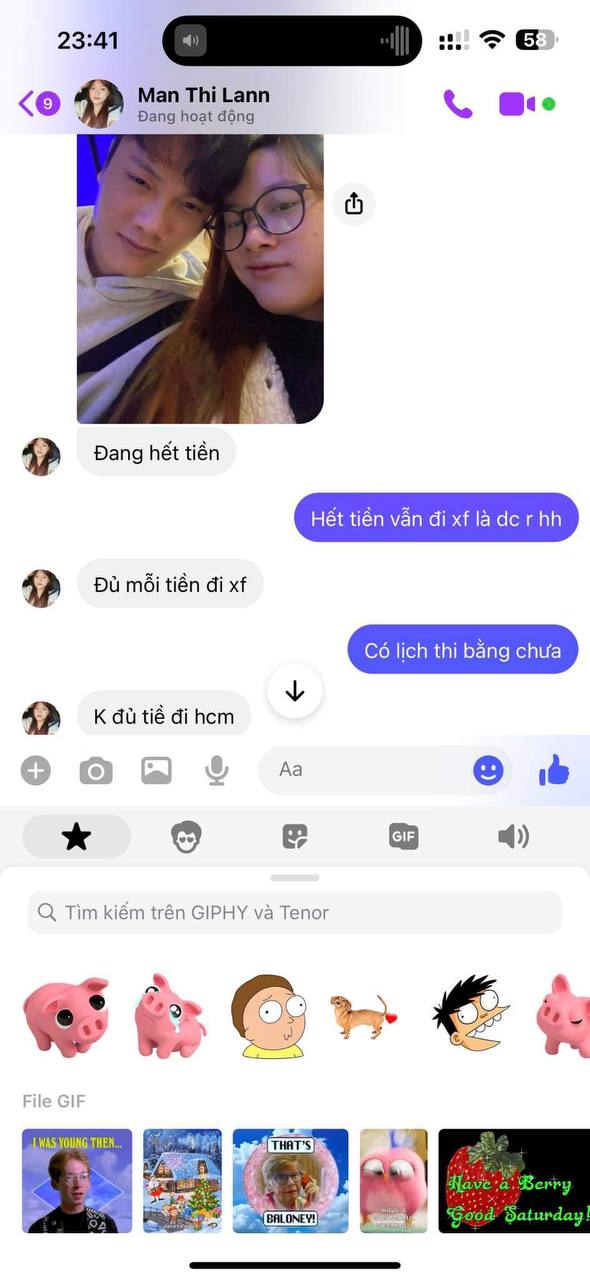 23:41
58
9
Man Thi Lann
Đang hoạt động
Đang hết tiền
Hết tiền vẫn đi xf là dc r hh
Đủ mỗi tiền đi xf
Có lịch thi bằng chưa
K đủ tiề đi hcm
Aa
GIF
Tìm kiếm trên GIPHY và Tenor
File GIF
I WAS YOUNG THEN...
THAT'S
BALONEY!
HAVE A
Have a Berry
Good Saturday!